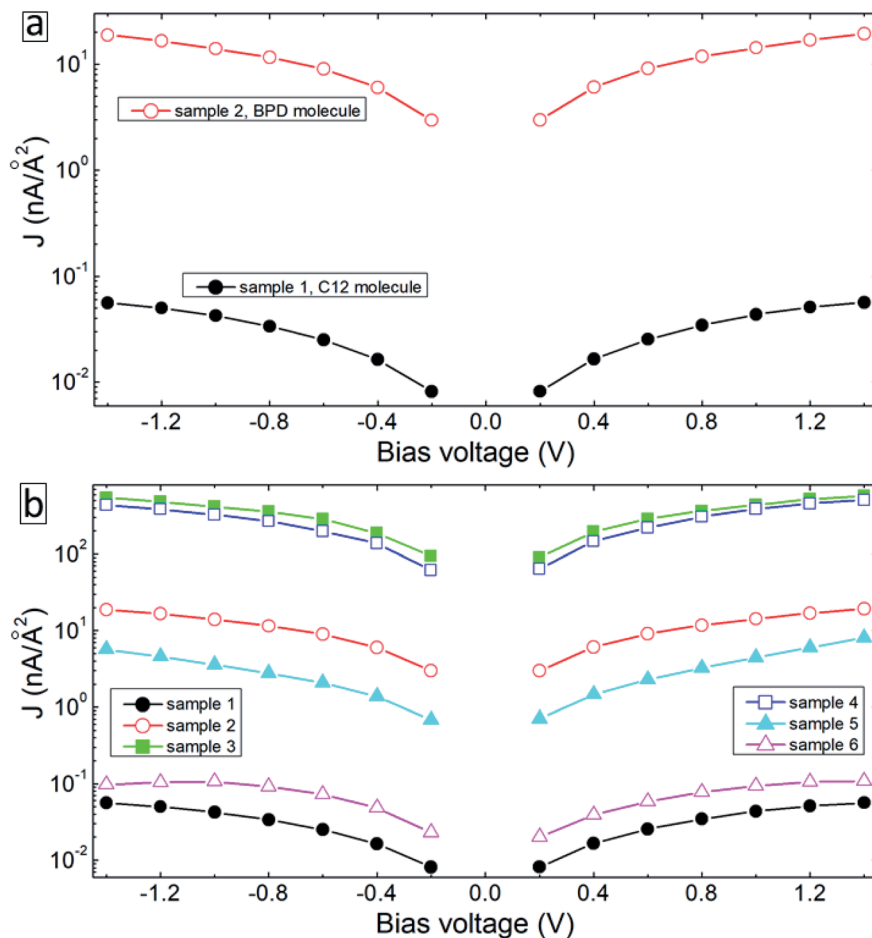 a
J (nA/Å²)
10¹
10⁰
10⁻¹
10⁻²
sample 2, BPD molecule
sample 1, C12 molecule
-1.2 -0.8 -0.4 0.0 0.4 0.8 1.2
Bias voltage (V)
b
J (nA/Å²)
10²
10¹
10⁰
10⁻¹
10⁻²
sample 1
sample 2
sample 3
sample 4
sample 5
sample 6
-1.2 -0.8 -0.4 0.0 0.4 0.8 1.2
Bias voltage (V)